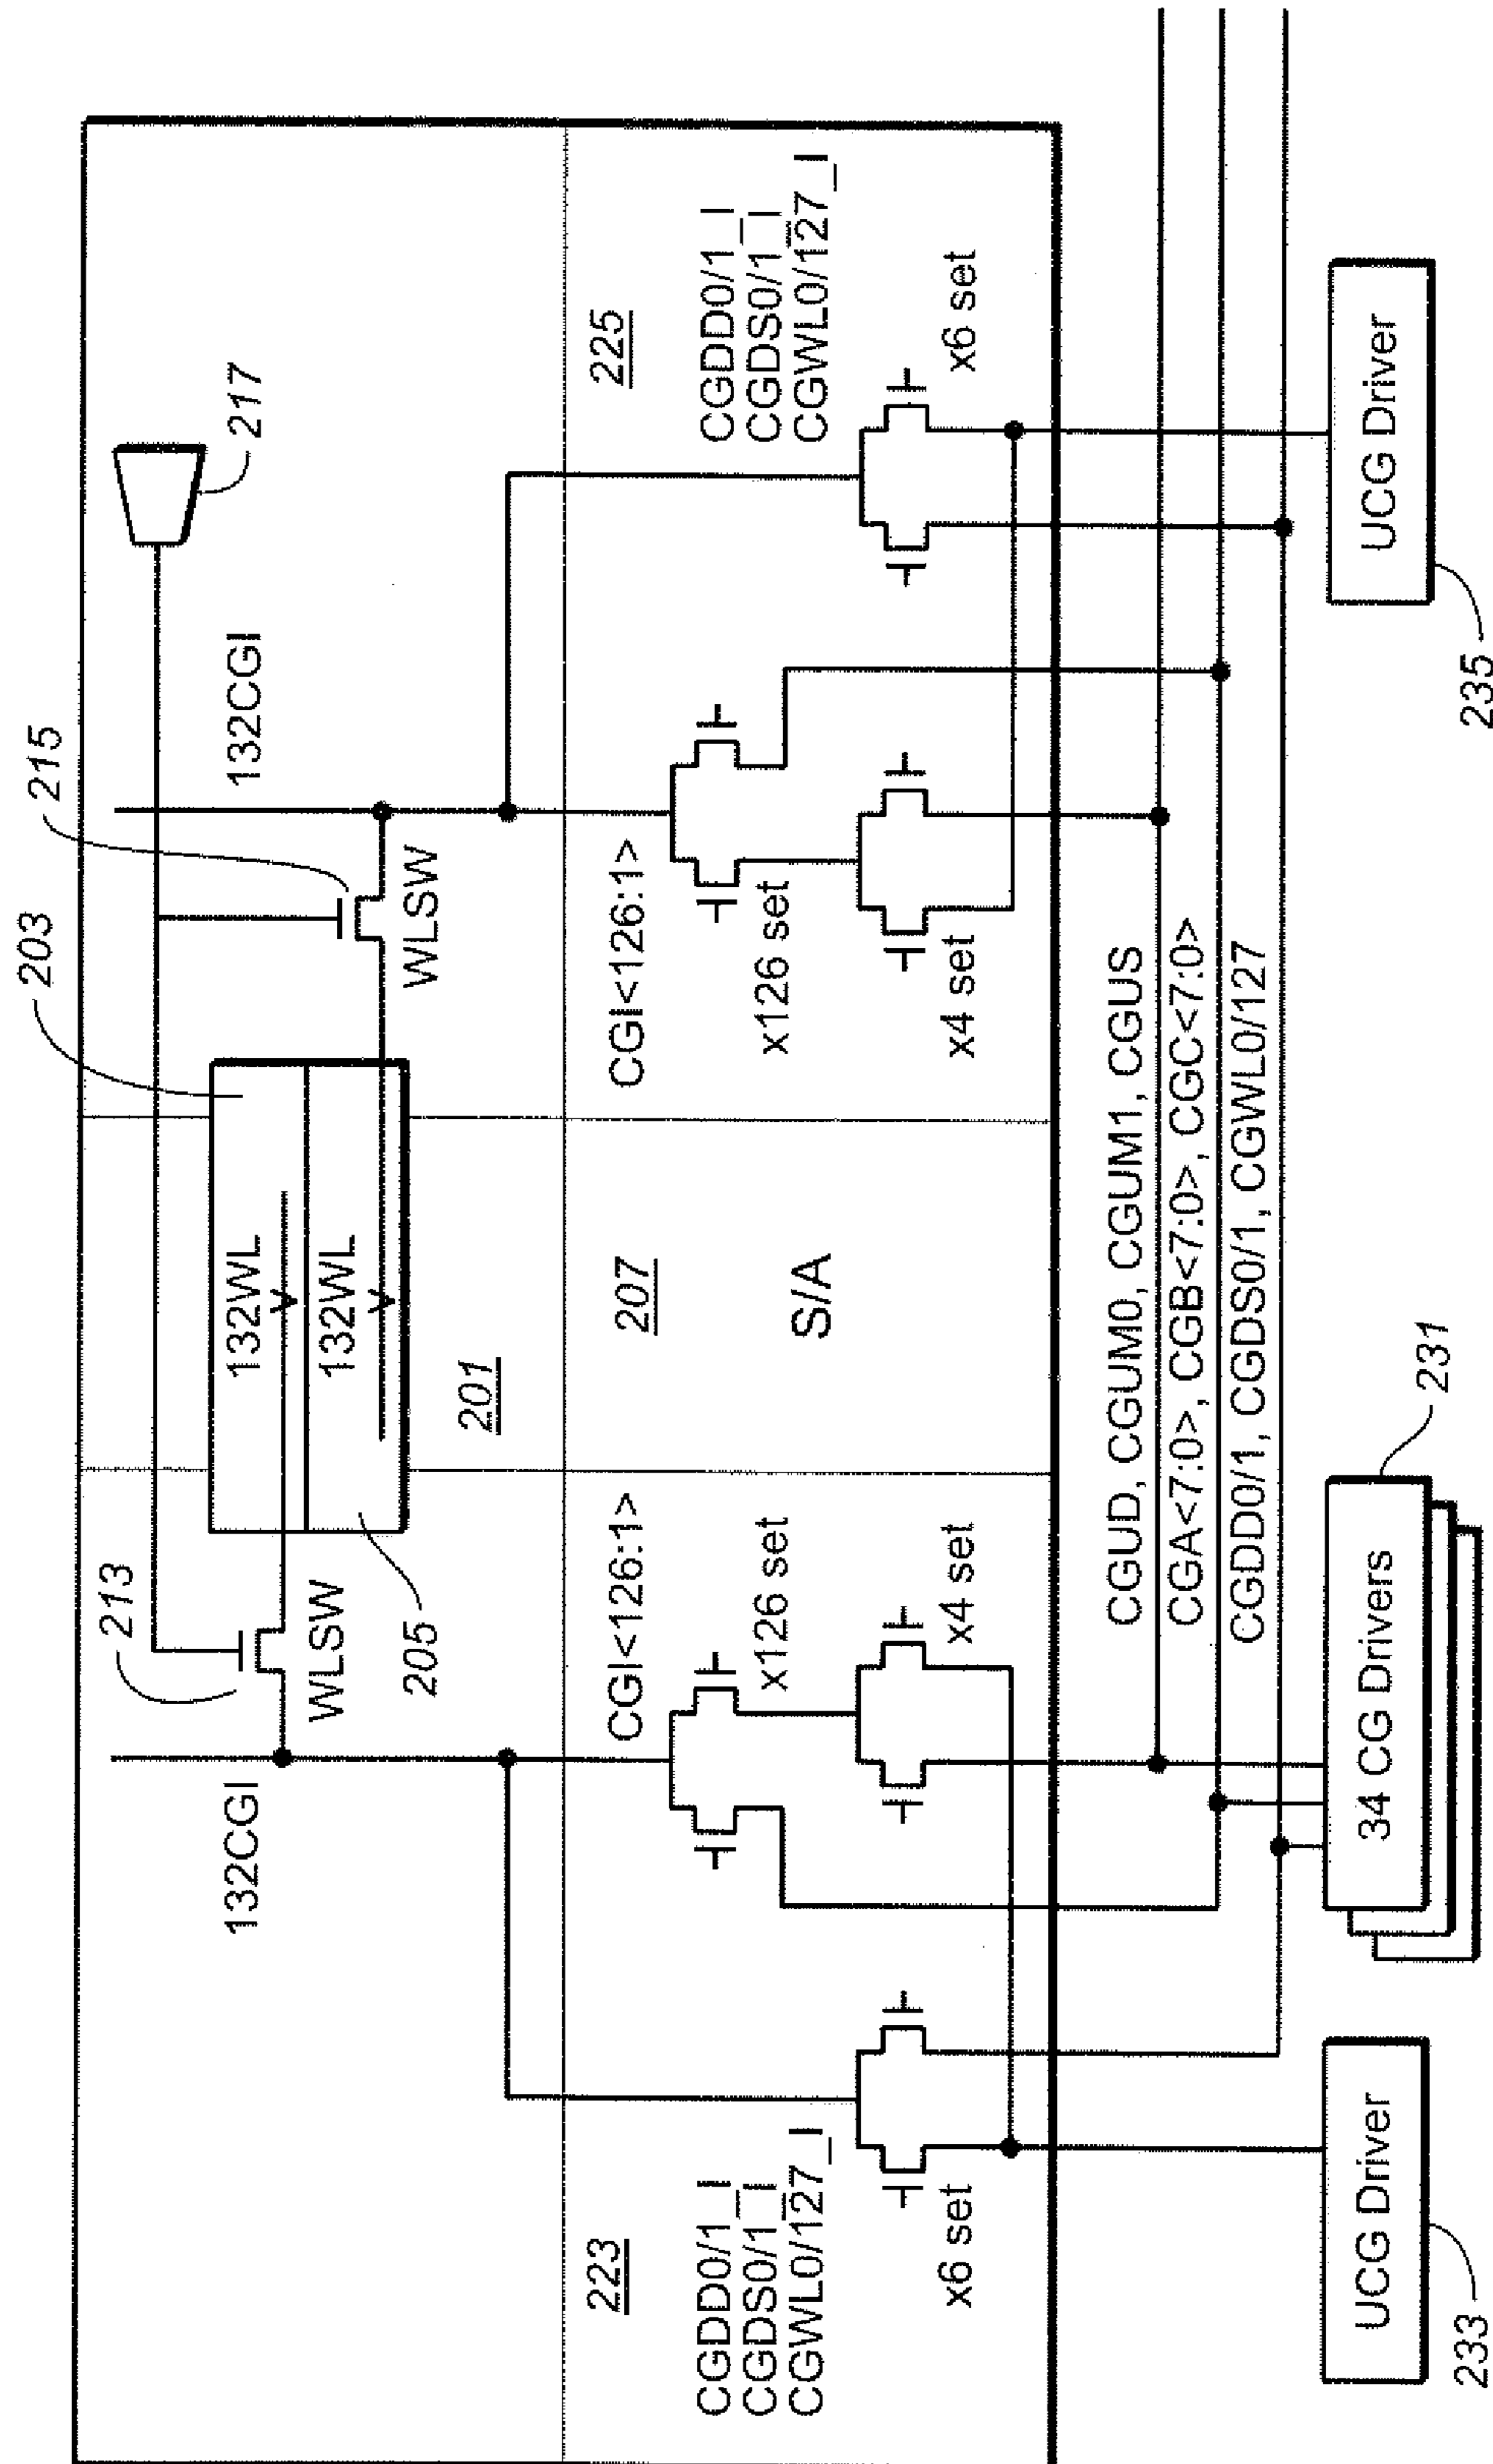 217
203
215
132CGI
213
132CGI
132WL
132WL
WLSW
WLSW
205
201
223
CGDD0/1_I
CGDS0/1_I
CGWL0/127_I
x6 set
CGI<126:1>
x126 set
x4 set
207
S/A
CGI<126:1>
x126 set
x4 set
225
CGDD0/1_I
CGDS0/1_I
CGWL0/127_I
x6 set
CGUD, CGUM0, CGUM1, CGUS
CGA<7:0>, CGB<7:0>, CGC<7:0>
CGDD0/1, CGDS0/1, CGWL0/127
231
UCG Driver
34 CG Drivers
UCG Driver
233
235